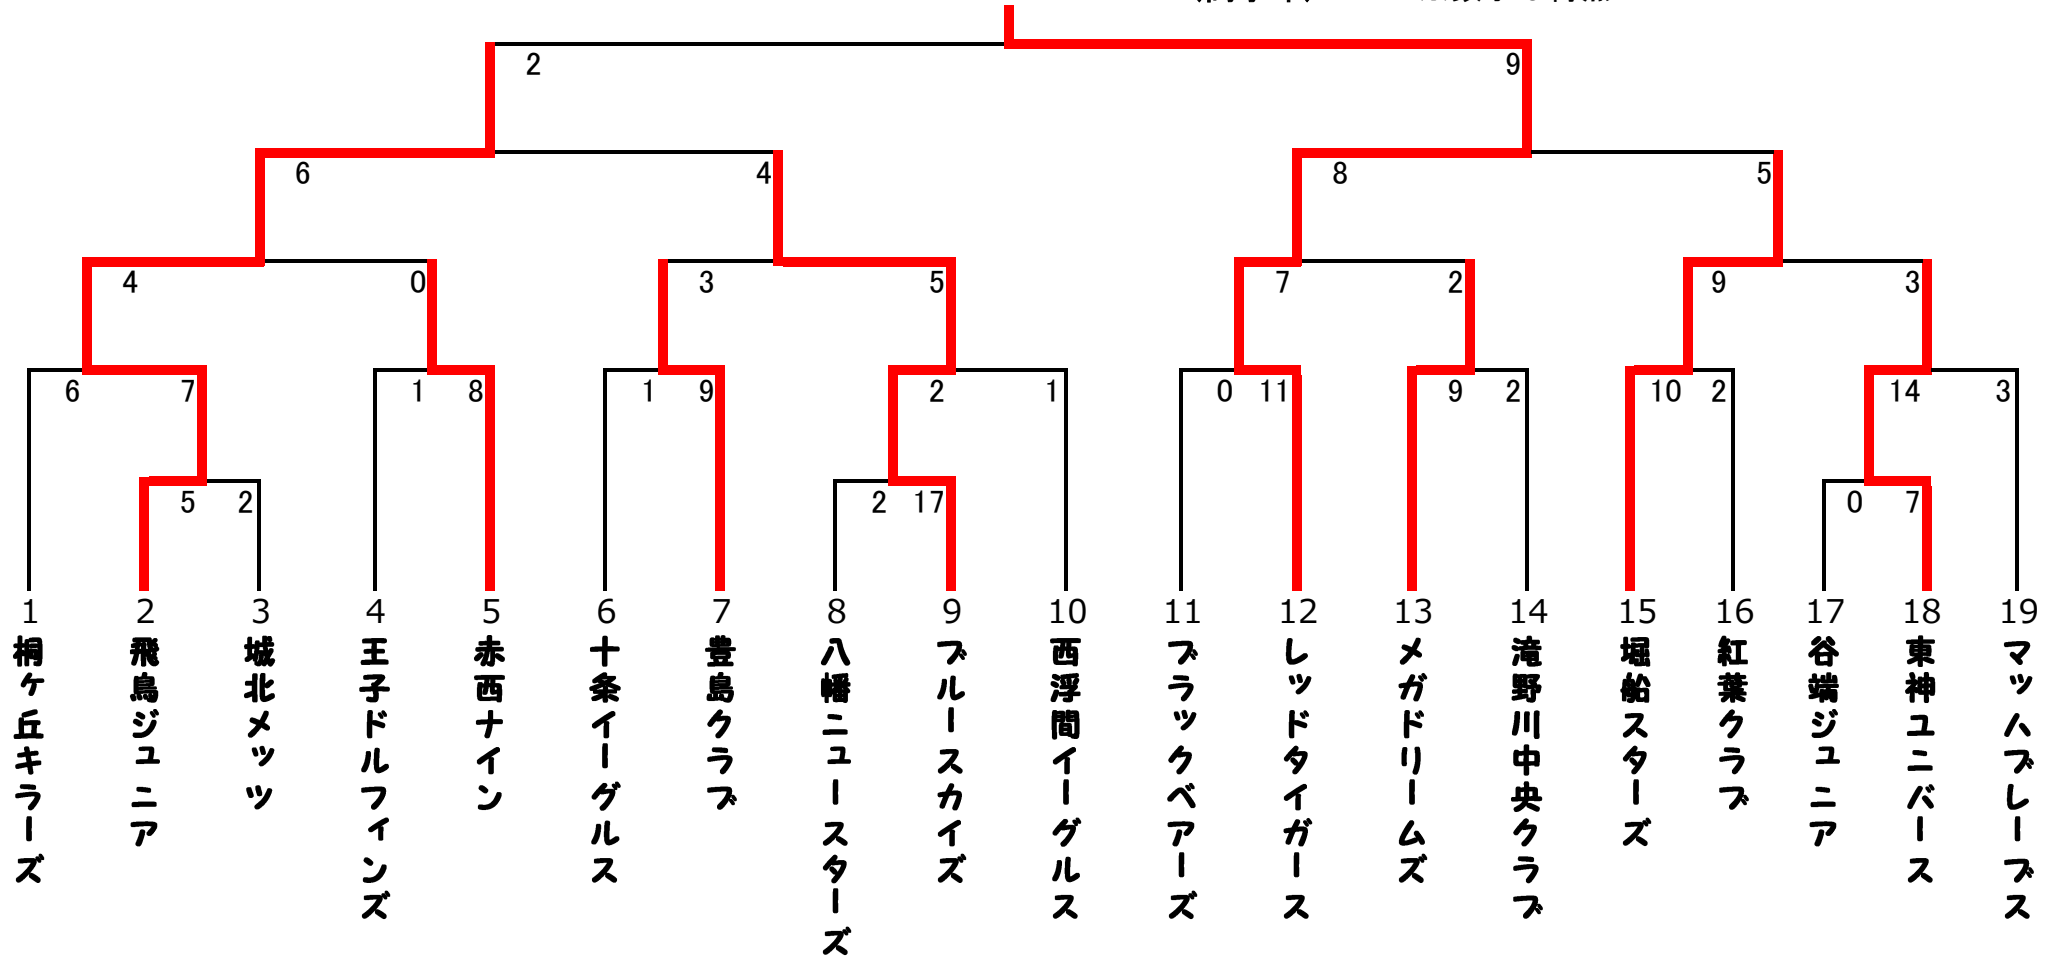 2 9
6 4 8 5
4 0 3 5 7 2 9 3
6 7 1 8 1 9 2 1 0 11 9 2 10 2 14 3
5 2 2 17 0 7
1 2 3 4 5 6 7 8 9 10 11 12 13 14 15 16 17 18 19
桐ヶ丘キラーズ
飛鳥ジュニア
城北メッツ
王子ドルフィンズ
赤西ナイン
十条イーグルス
豊島クラブ
八幡ニュースターズ
ブルースカイズ
西浮間イーグルス
ブラックベアーズ
レッドタイガース
メガドリームズ
滝野川中央クラブ
堀船スターズ
紅葉クラブ
谷端ジュニア
東神ユニバース
マッハブレーブス